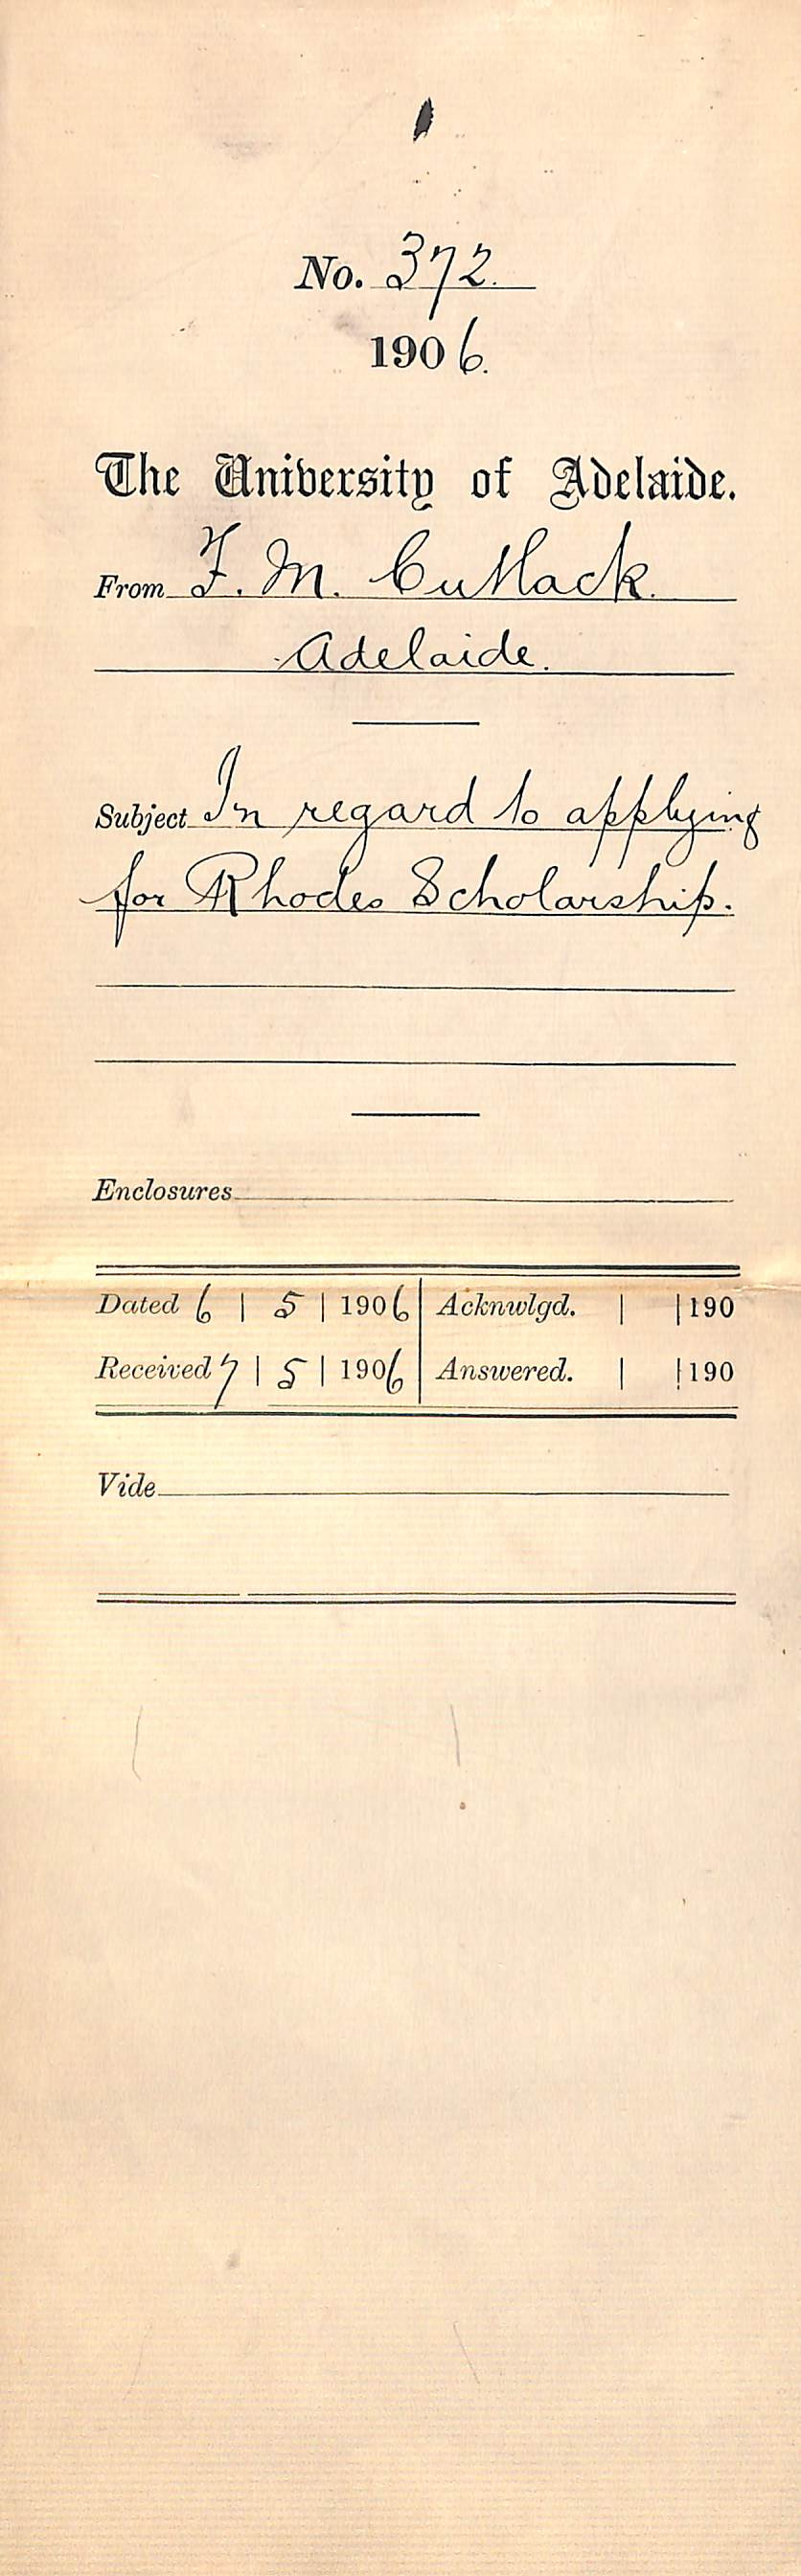 No. 372.
1906.
The University of Adelaide.
From F. M. Cutlack.
Adelaide.
Subject In regard to applying
for Rhodes Scholarship.
Enclosures
Dated 6 | 5 | 1906 Acknwlgd. | | 190
Received 7 | 5 | 1906 Answered. | | 190
Vide